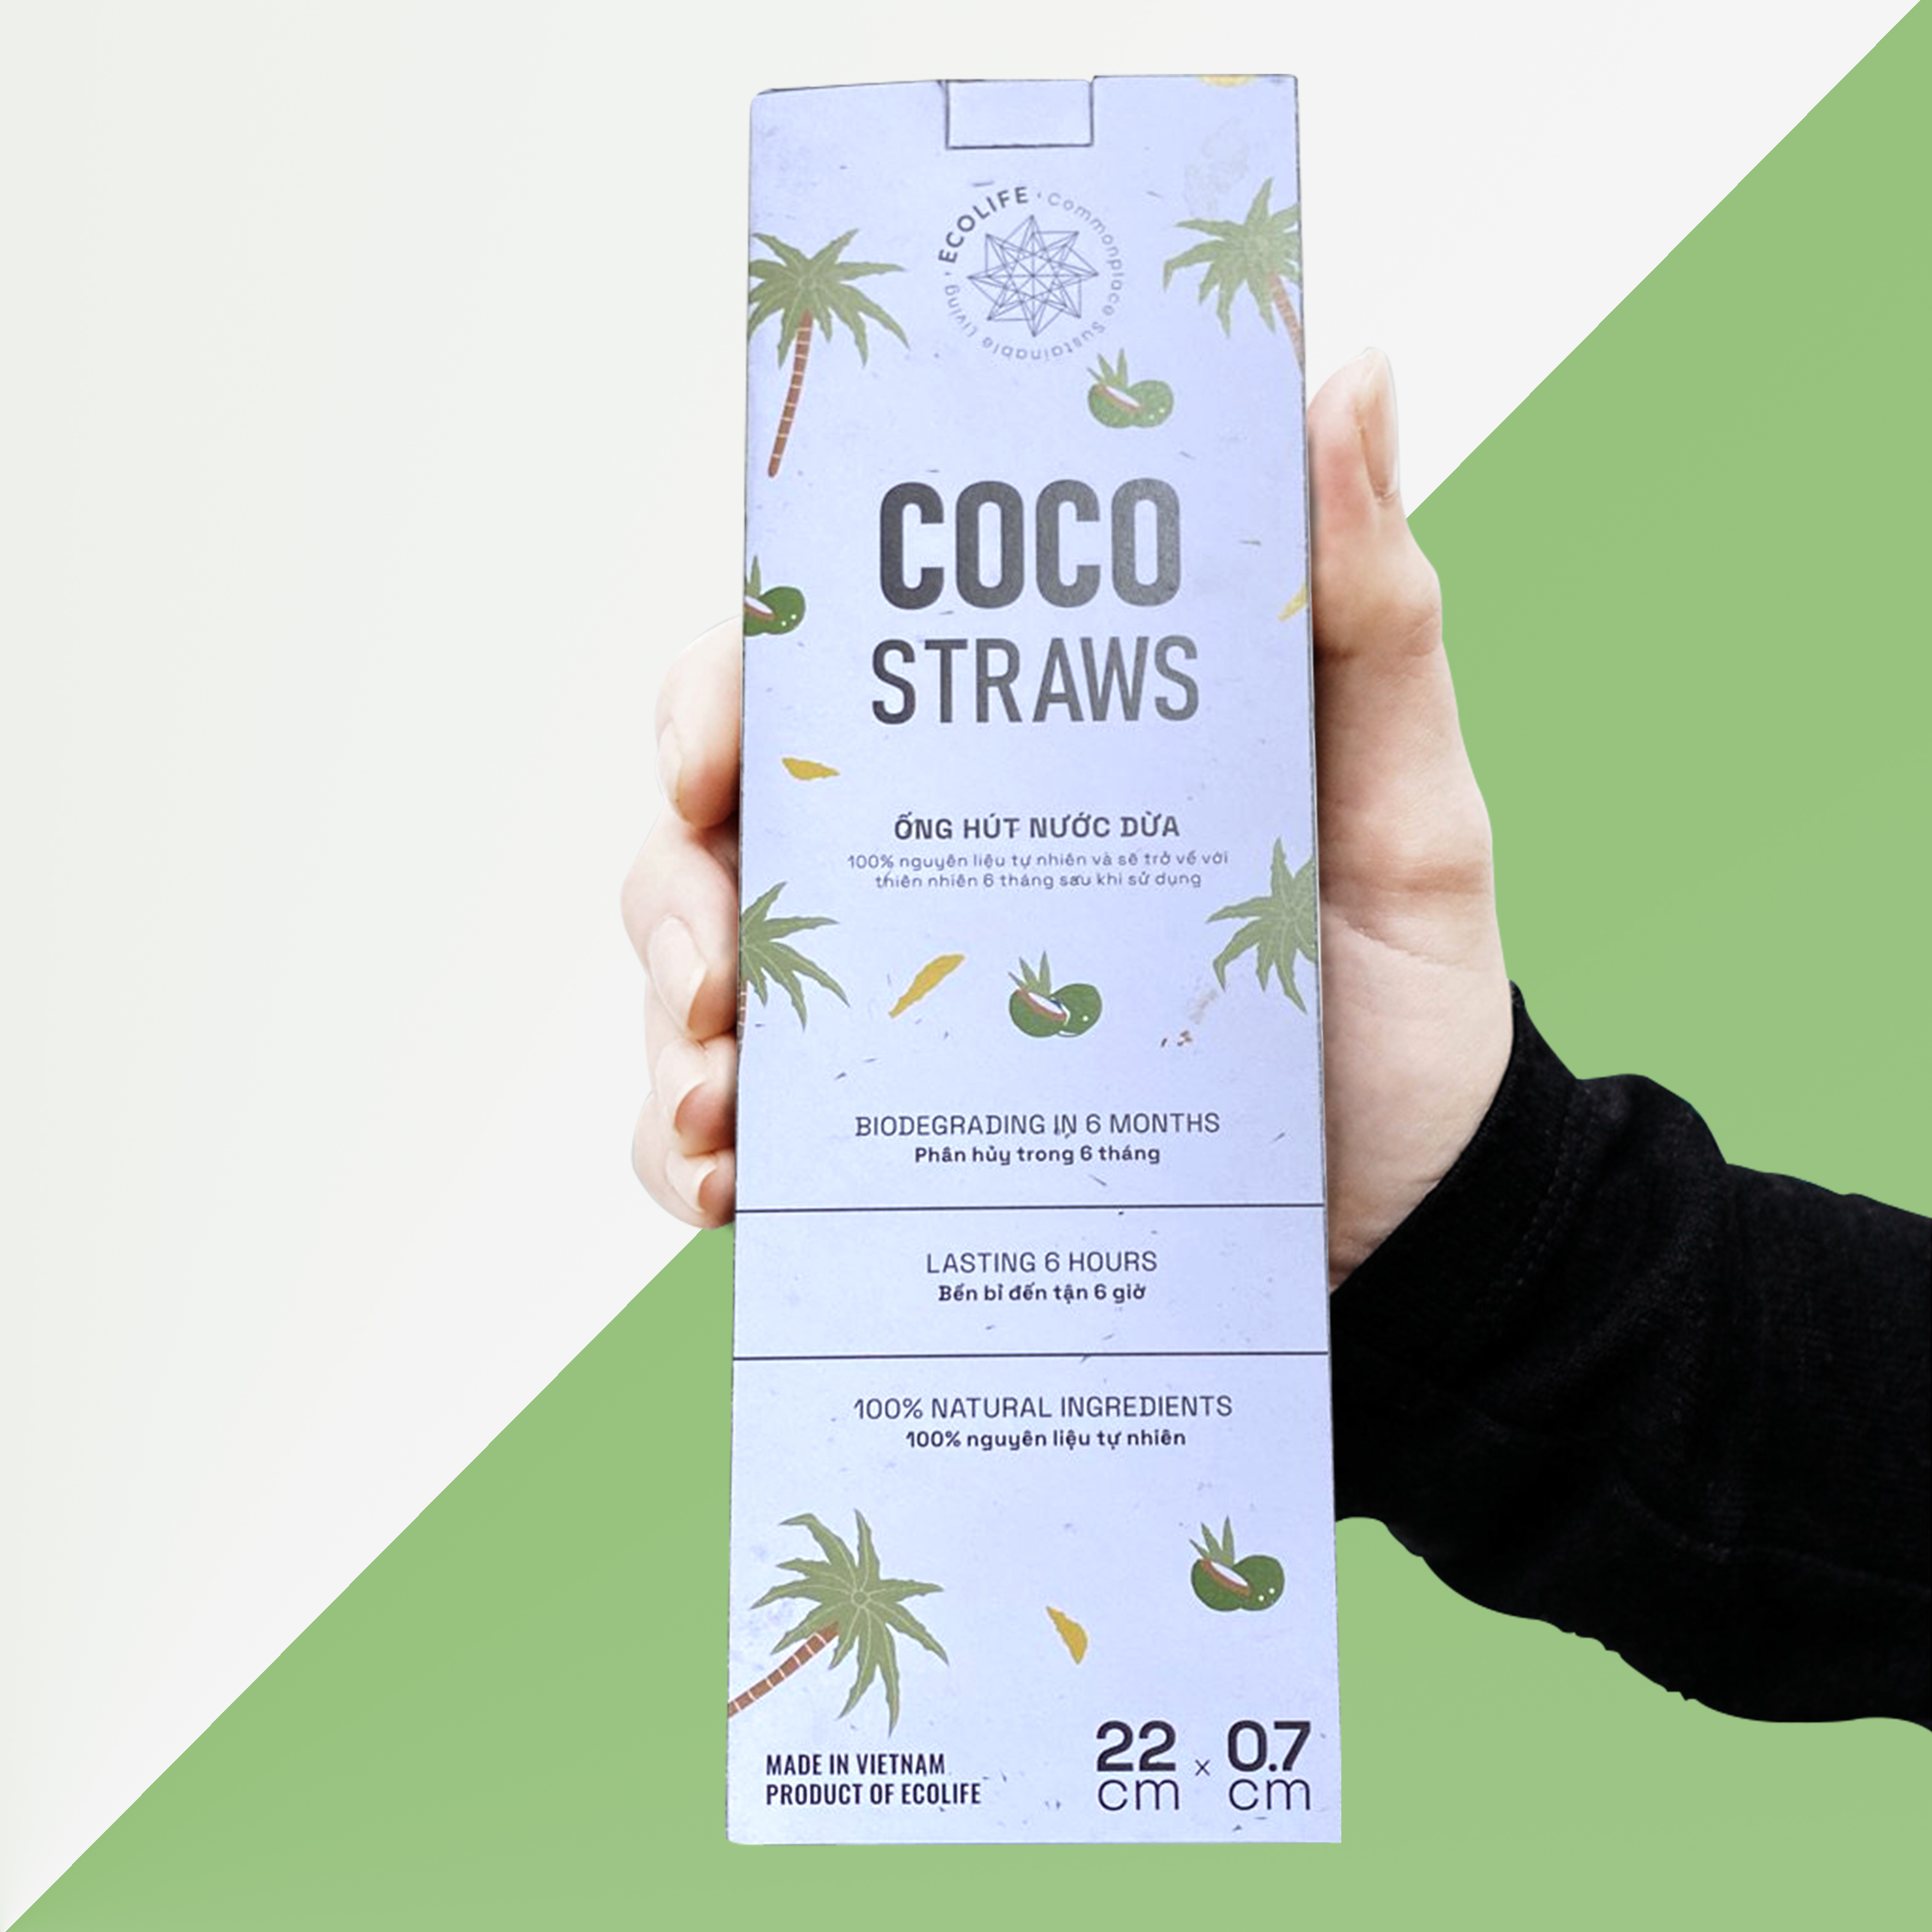 ECOLIFE · Commonplace Sustainable Living ·
COCO
STRAWS
ỐNG HÚT NƯỚC DỪA
100% nguyên liệu tự nhiên và sẽ trở về với
thiên nhiên 6 tháng sau khi sử dụng
BIODEGRADING IN 6 MONTHS
Phân hủy trong 6 tháng
LASTING 6 HOURS
Bền bỉ đến tận 6 giờ
100% NATURAL INGREDIENTS
100% nguyên liệu tự nhiên
MADE IN VIETNAM
PRODUCT OF ECOLIFE
22 cm × 0.7 cm